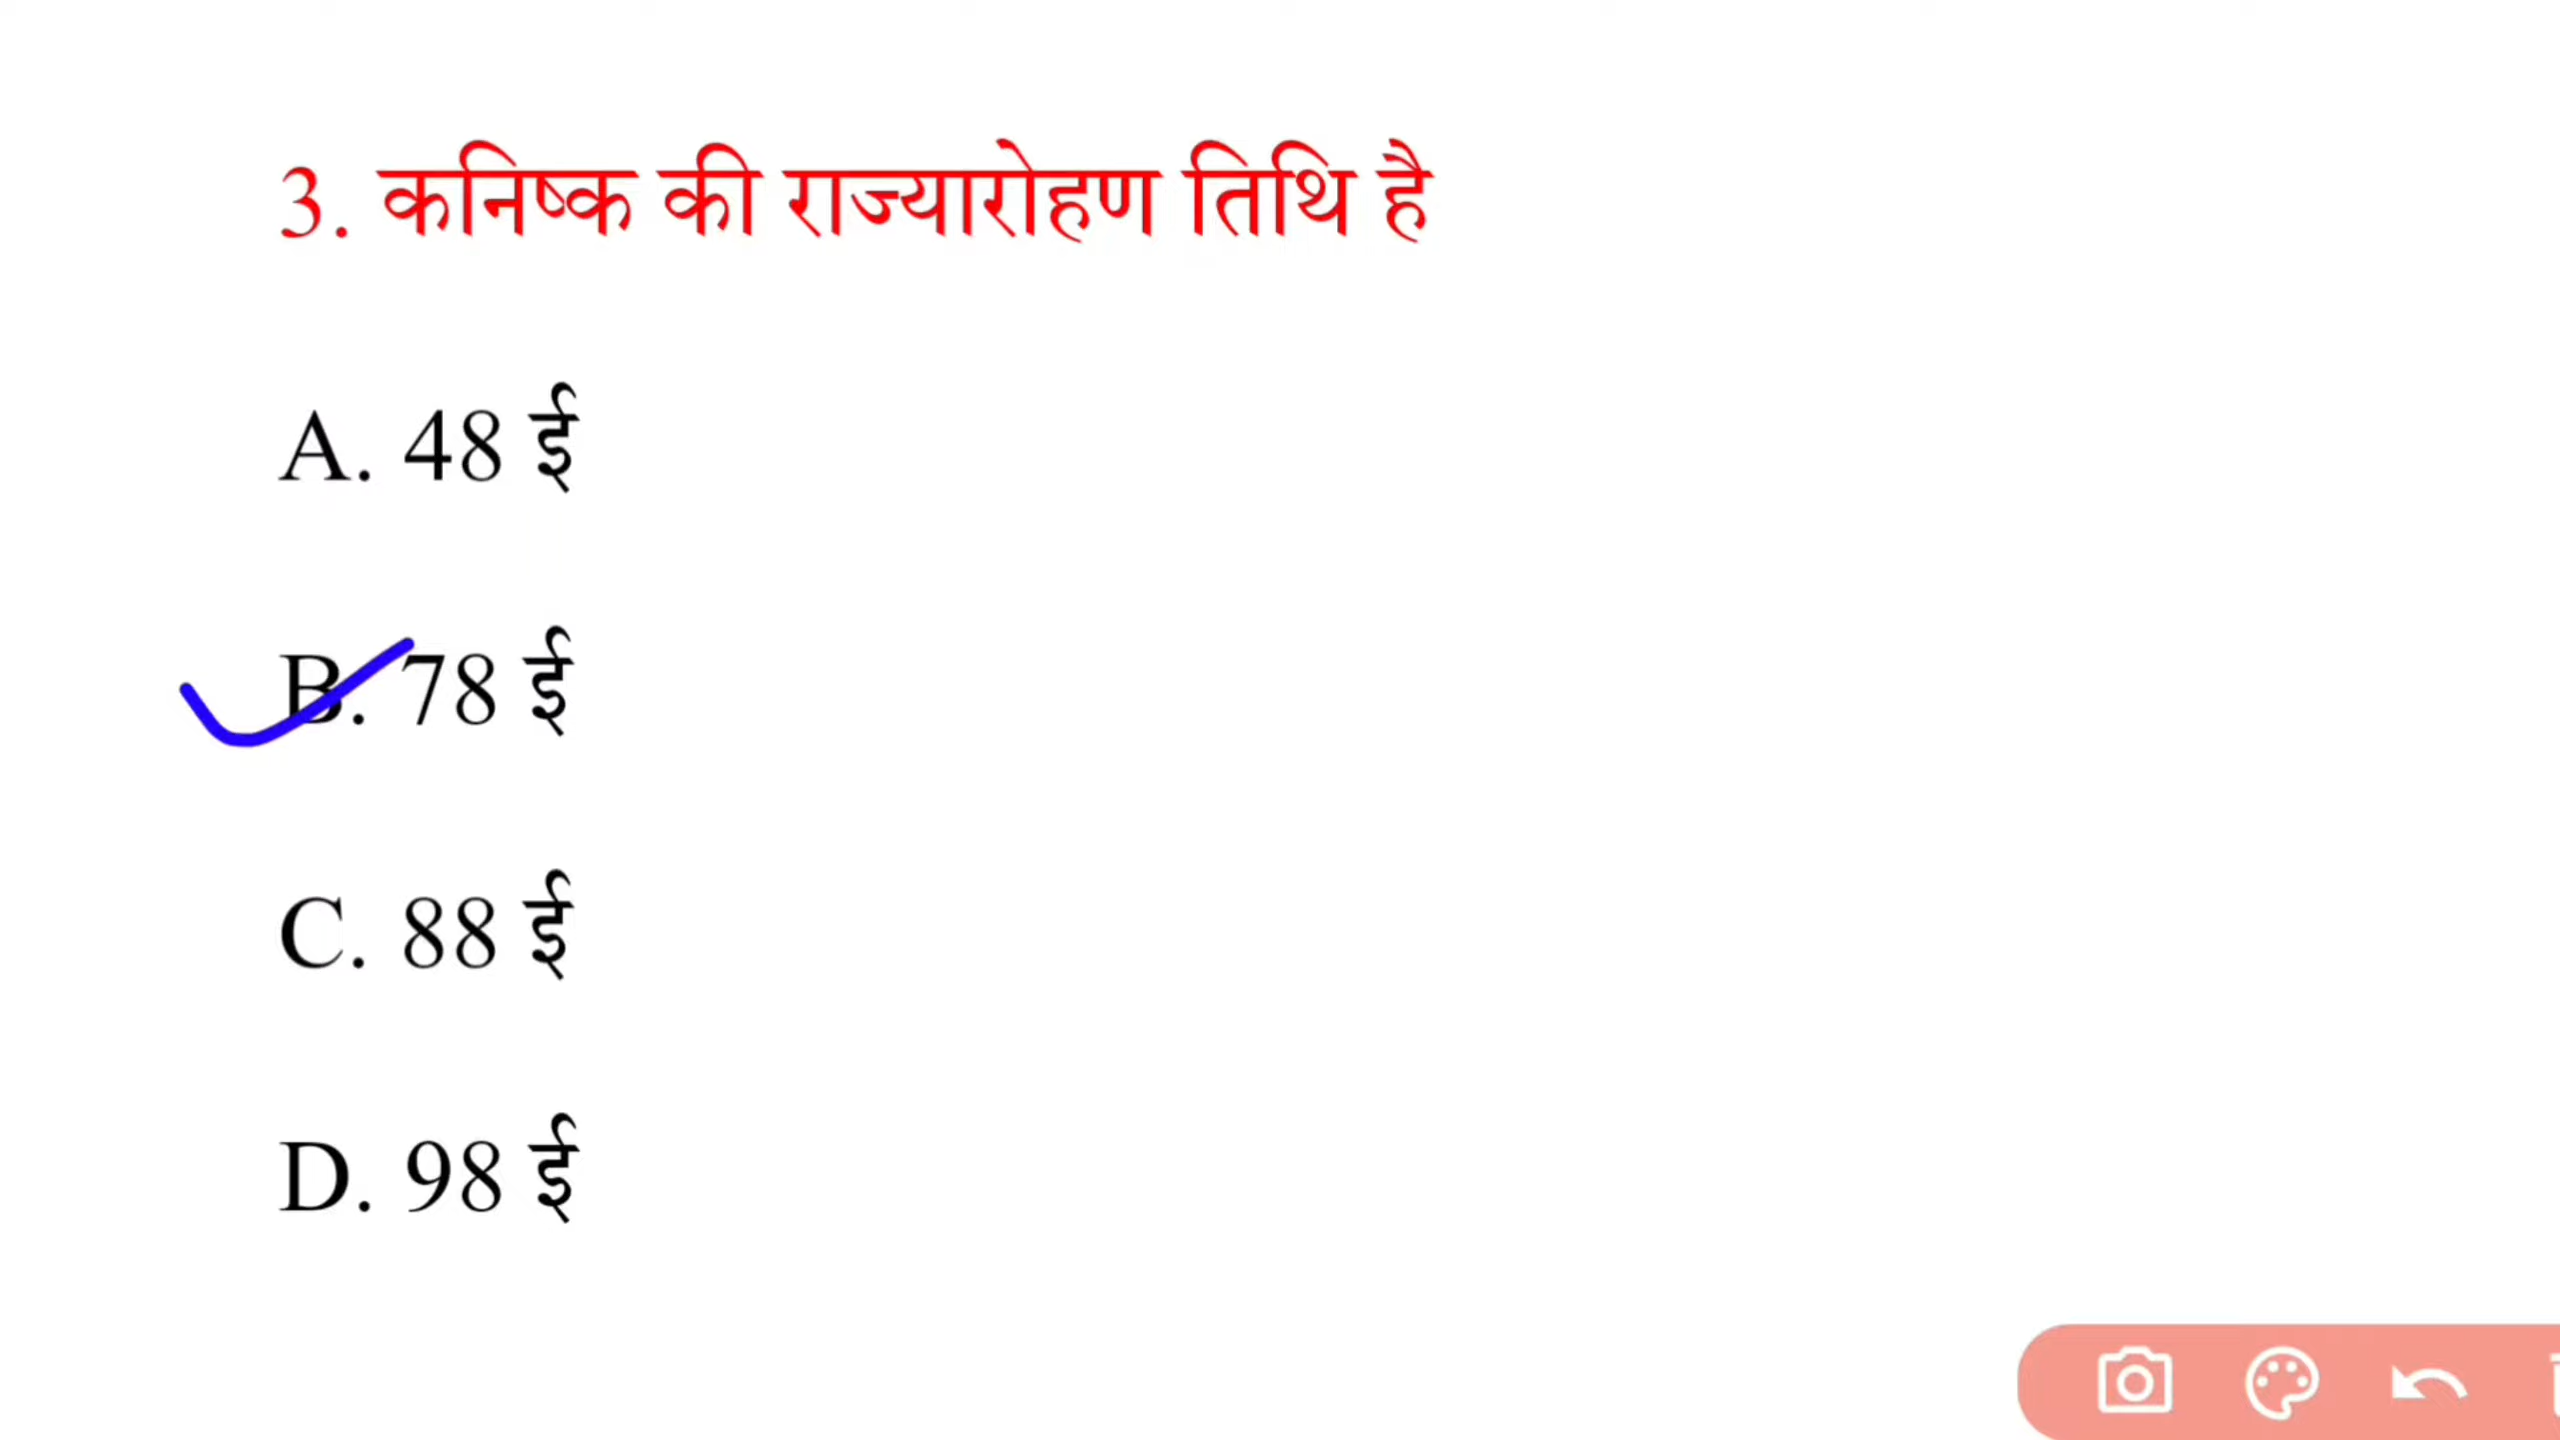 3. कनिष्क की राज्यारोहण तिथि है
A. 48 ई
B. 78 ई
C. 88 ई
D. 98 ई